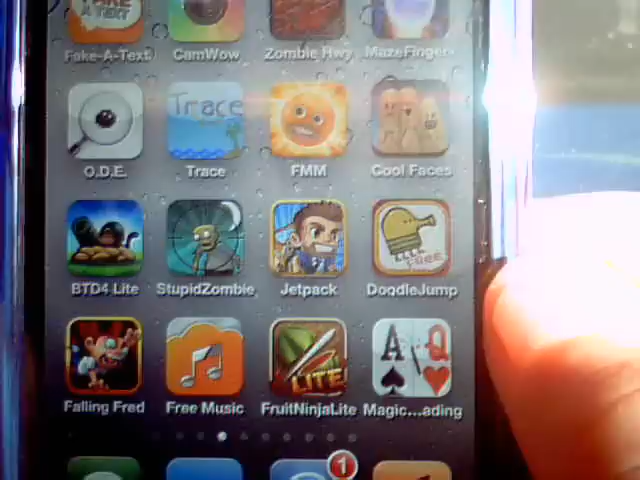 FAKE
A TEXT
Fake-A-Text
CamWow
Zombie Hwy
MazeFinger
Trace
O.D.E.
Trace
FMM
Cool Faces
FREE
BTD4 Lite
StupidZombie
Jetpack
DoodleJump
LITE
A Q
Falling Fred
Free Music
FruitNinjaLite
Magic...ading
1